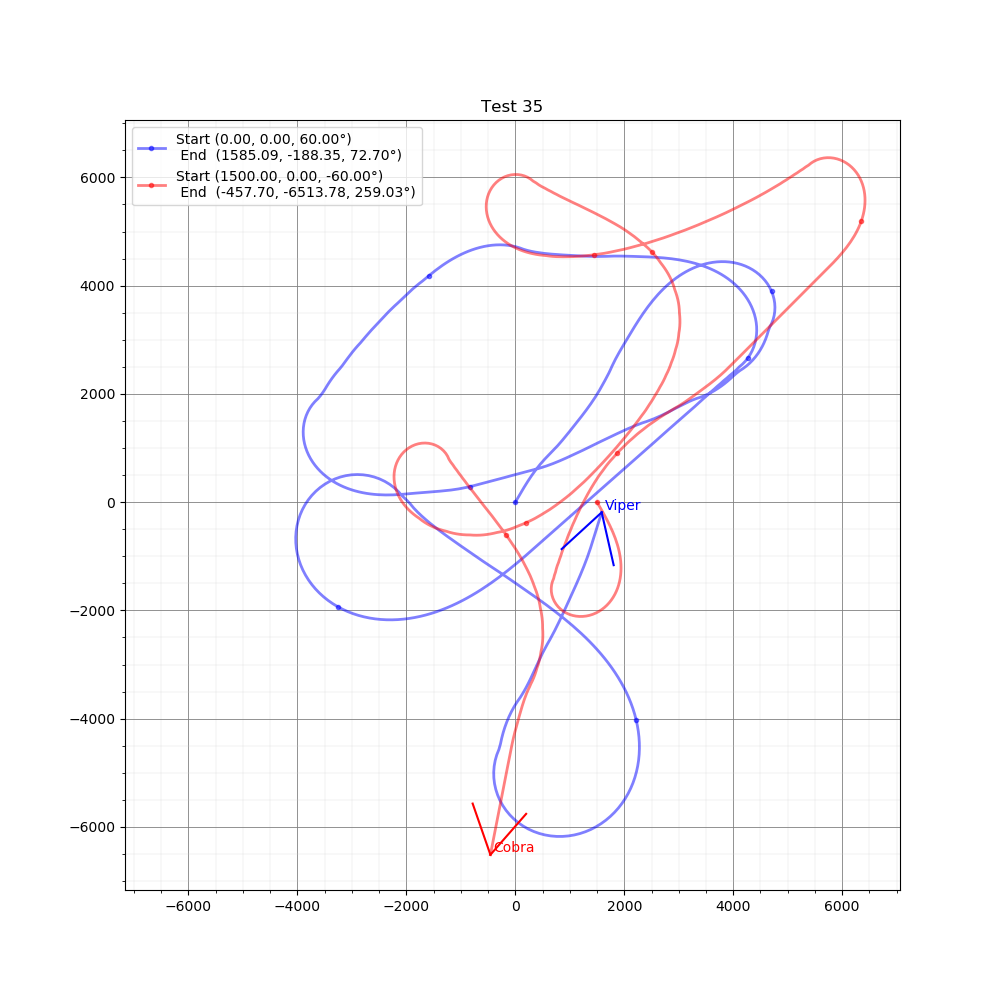 Test 35
Start (0.00, 0.00, 60.00°)
End (1585.09, -188.35, 72.70°)
Start (1500.00, 0.00, -60.00°)
End (-457.70, -6513.78, 259.03°)
6000
4000
2000
0
−2000
−4000
−6000
Viper
Cobra
−6000 −4000 −2000 0 2000 4000 6000